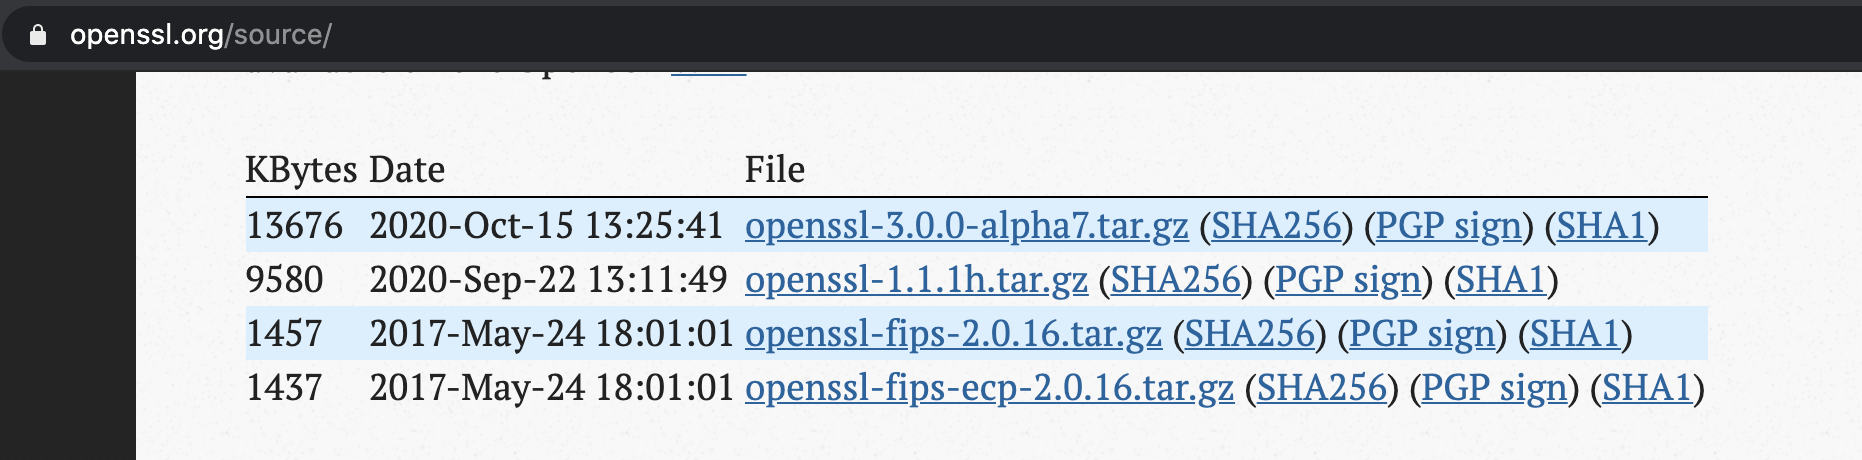 openssl.org/source/
KBytes Date File
13676 2020-Oct-15 13:25:41 openssl-3.0.0-alpha7.tar.gz (SHA256) (PGP sign) (SHA1)
9580 2020-Sep-22 13:11:49 openssl-1.1.1h.tar.gz (SHA256) (PGP sign) (SHA1)
1457 2017-May-24 18:01:01 openssl-fips-2.0.16.tar.gz (SHA256) (PGP sign) (SHA1)
1437 2017-May-24 18:01:01 openssl-fips-ecp-2.0.16.tar.gz (SHA256) (PGP sign) (SHA1)